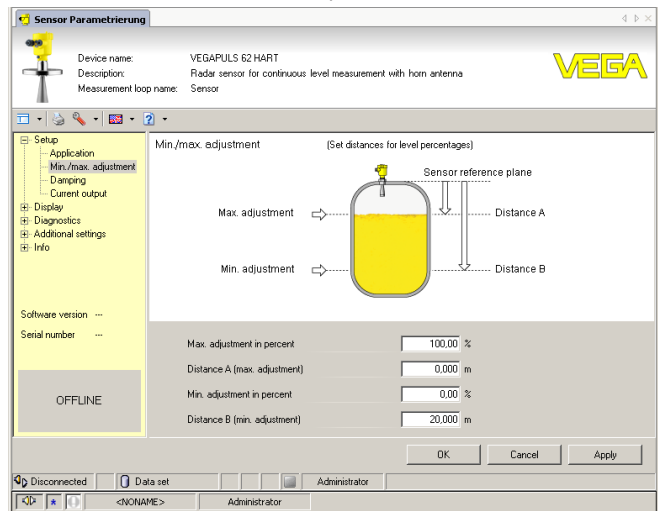 Sensor Parametrierung
Device name: VEGAPULS 62 HART
Description: Radar sensor for continuous level measurement with horn antenna
Measurement loop name: Sensor
VEGA
Setup
Application
Min./max. adjustment
Damping
Current output
Display
Diagnostics
Additional settings
Info
Software version ---
Serial number ---
OFFLINE
Min./max. adjustment (Set distances for level percentages)
Sensor reference plane
Max. adjustment Distance A
Min. adjustment Distance B
Max. adjustment in percent 100,00 %
Distance A (max. adjustment) 0,000 m
Min. adjustment in percent 0,00 %
Distance B (min. adjustment) 20,000 m
OK Cancel Apply
Disconnected Data set Administrator
<NONAME> Administrator